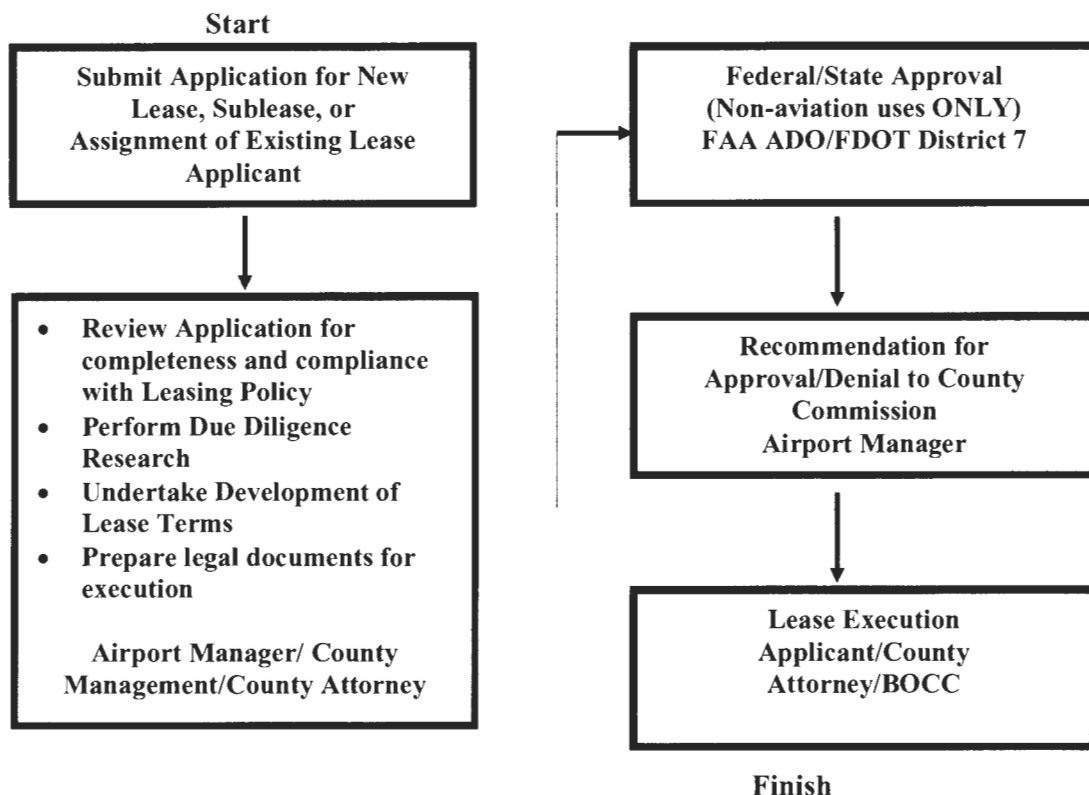 Start
Submit Application for New
Lease, Sublease, or
Assignment of Existing Lease
Applicant
• Review Application for
completeness and compliance
with Leasing Policy
• Perform Due Diligence
Research
• Undertake Development of
Lease Terms
• Prepare legal documents for
execution
Airport Manager/ County
Management/County Attorney
Federal/State Approval
(Non-aviation uses ONLY)
FAA ADO/FDOT District 7
Recommendation for
Approval/Denial to County
Commission
Airport Manager
Lease Execution
Applicant/County
Attorney/BOCC
Finish